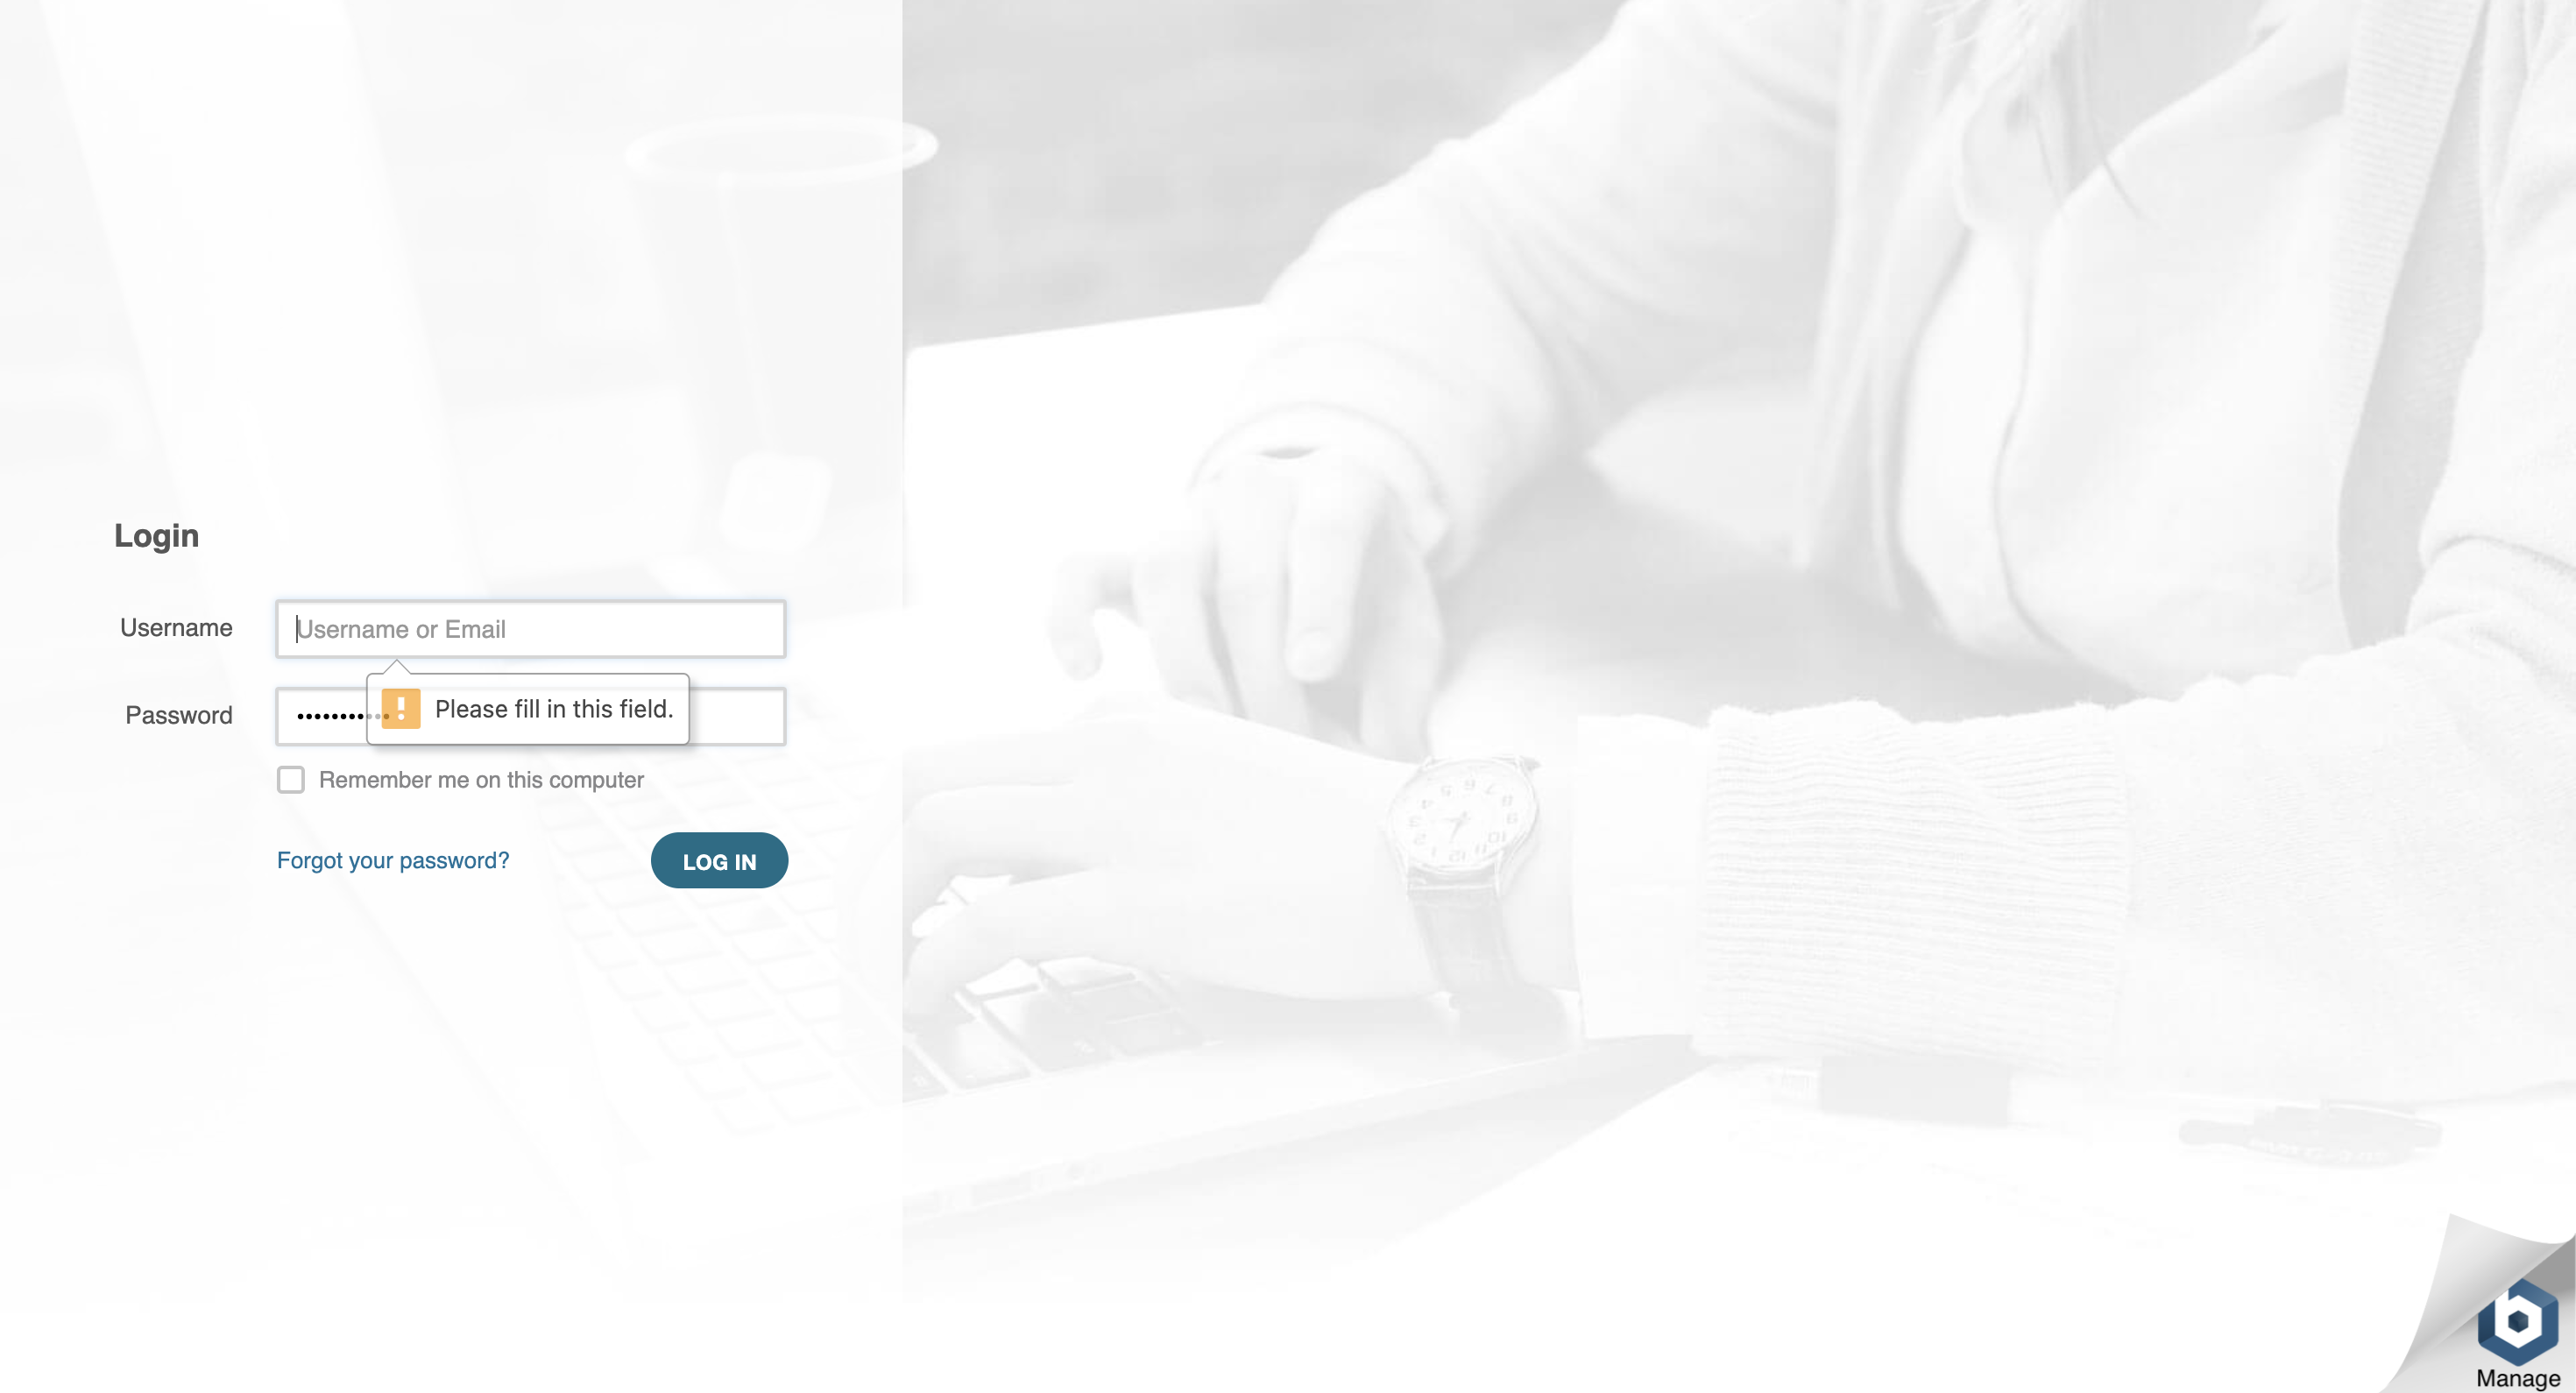 Login
Username
Username or Email
Please fill in this field.
Password
Remember me on this computer
Forgot your password?
LOG IN
Manage